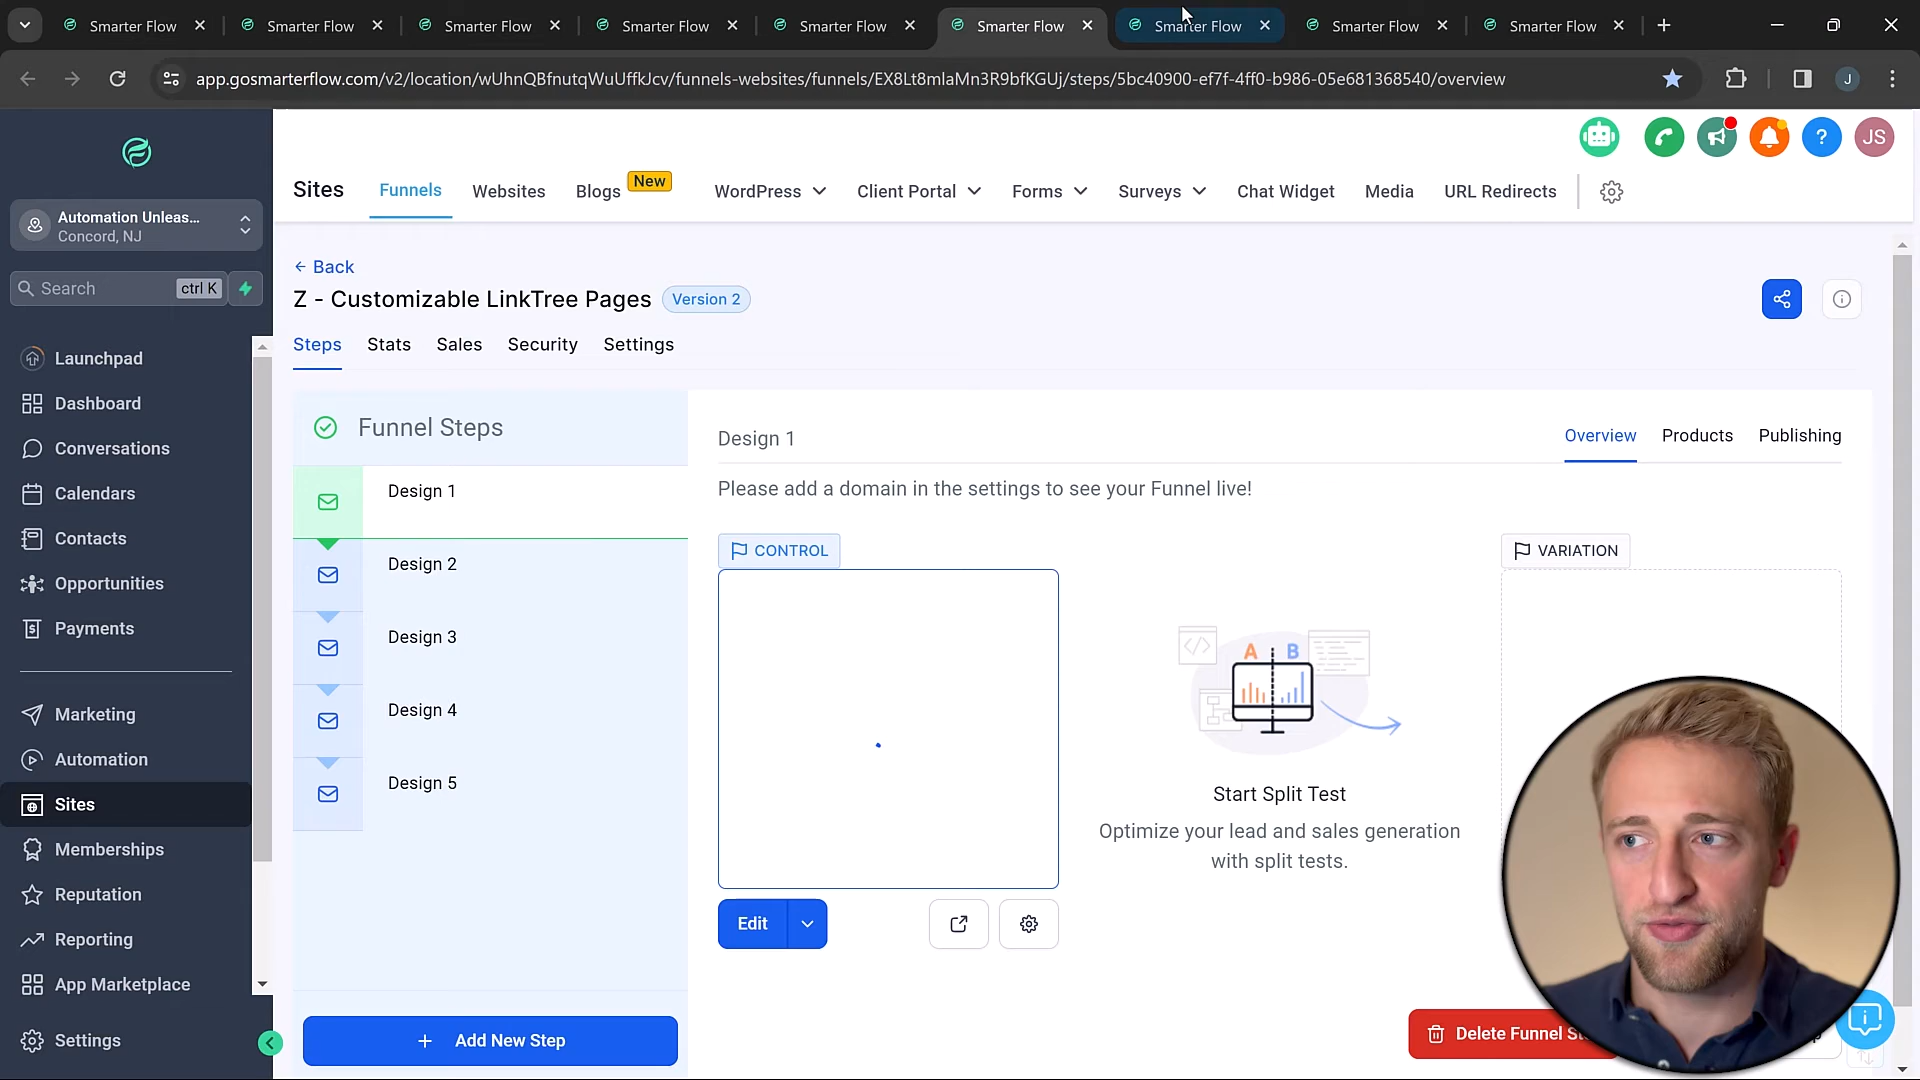 Smarter Flow
Smarter Flow
Smarter Flow
Smarter Flow
Smarter Flow
Smarter Flow
Smarter Flow
Smarter Flow
Smarter Flow
app.gosmarterflow.com/v2/location/wUhnQBfnutqWuUffkJcv/funnels-websites/funnels/EX8Lt8mlaMn3R9bfKGUj/steps/5bc40900-ef7f-4ff0-b986-05e681368540/overview
J
JS
Sites
Funnels
Websites
Blogs
New
WordPress
Client Portal
Forms
Surveys
Chat Widget
Media
URL Redirects
Automation Unleas...
Concord, NJ
Search
ctrl K
Launchpad
Dashboard
Conversations
Calendars
Contacts
Opportunities
Payments
Marketing
Automation
Sites
Memberships
Reputation
Reporting
App Marketplace
Settings
Back
Z - Customizable LinkTree Pages
Version 2
Steps
Stats
Sales
Security
Settings
Funnel Steps
Design 1
Design 2
Design 3
Design 4
Design 5
+ Add New Step
Design 1
Overview
Products
Publishing
Please add a domain in the settings to see your Funnel live!
CONTROL
VARIATION
A B
Start Split Test
Optimize your lead and sales generation
with split tests.
Edit
Delete Funnel